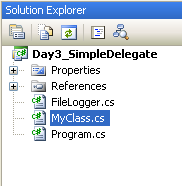 Solution Explorer
Day3_SimpleDelegate
Properties
References
FileLogger.cs
MyClass.cs
Program.cs